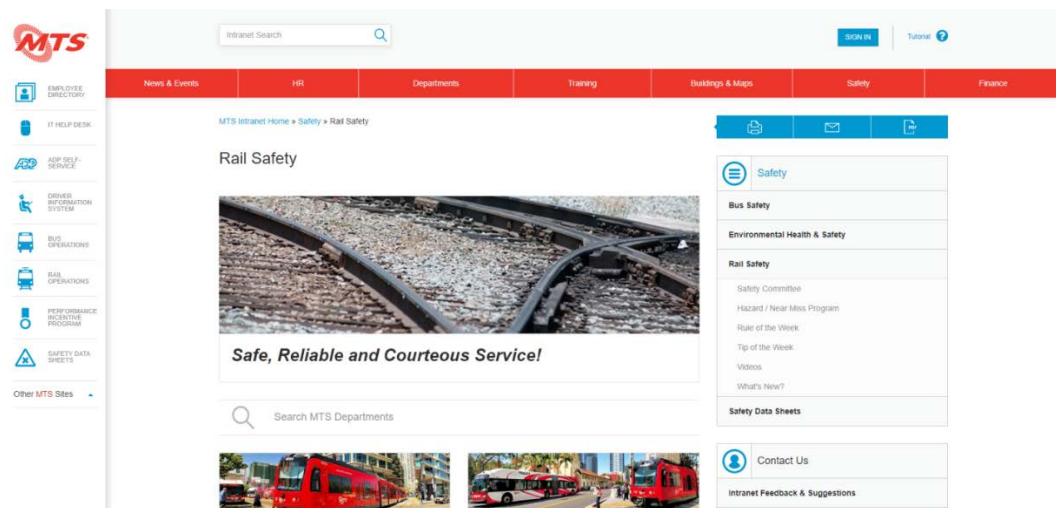 MTS
Intranet Search
SIGN IN
Tutorial
News & Events
HR
Departments
Training
Buildings & Maps
Safety
Finance
EMPLOYEE
DIRECTORY
IT HELP DESK
ADP SELF-
SERVICE
DRIVER
INFORMATION
SYSTEM
BUS
OPERATIONS
RAIL
OPERATIONS
PERFORMANCE
INCENTIVE
PROGRAM
SAFETY DATA
SHEETS
Other MTS Sites
MTS Intranet Home » Safety » Rail Safety
Rail Safety
Safe, Reliable and Courteous Service!
Search MTS Departments
PDF
Safety
Bus Safety
Environmental Health & Safety
Rail Safety
Safety Committee
Hazard / Near Miss Program
Rule of the Week
Tip of the Week
Videos
What's New?
Safety Data Sheets
Contact Us
Intranet Feedback & Suggestions